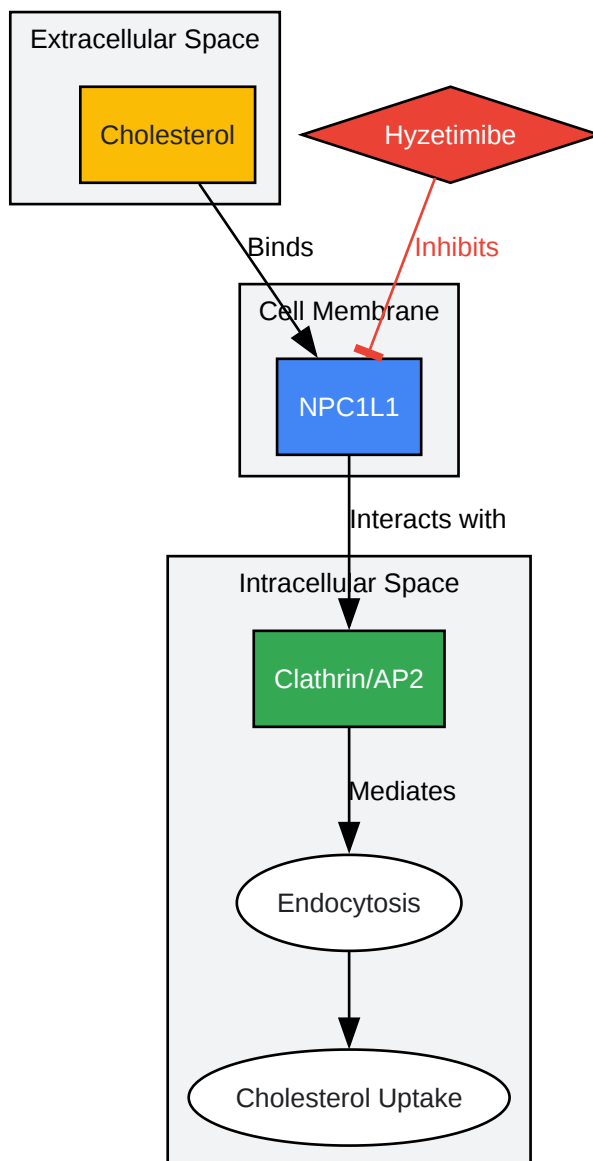 Extracellular Space
Cholesterol
Hyzetimibe
Binds
Inhibits
Cell Membrane
NPC1L1
Interacts with
Intracellular Space
Clathrin/AP2
Mediates
Endocytosis
Cholesterol Uptake